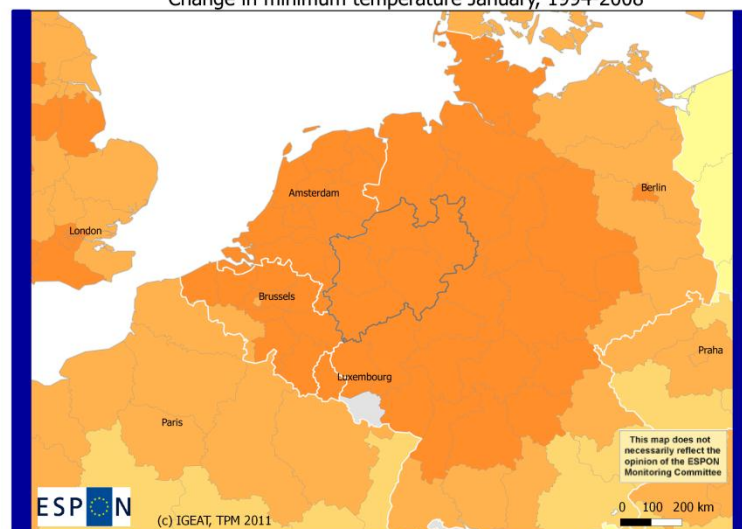 Change in minimum temperature January, 1994-2008
Amsterdam
Berlin
London
Brussels
Praha
Luxembourg
Paris
This map does not
necessarily reflect the
opinion of the ESPON
Monitoring Committee
ESPON
(c) IGEAT, TPM 2011
0 100 200 km